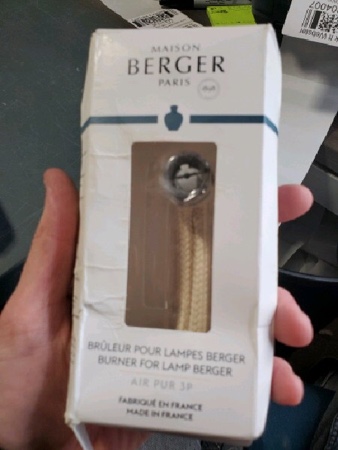 MAISON
BERGER
PARIS
BRÛLEUR POUR LAMPES BERGER
BURNER FOR LAMP BERGER
AIR PUR 3P
FABRIQUÉ EN FRANCE
MADE IN FRANCE